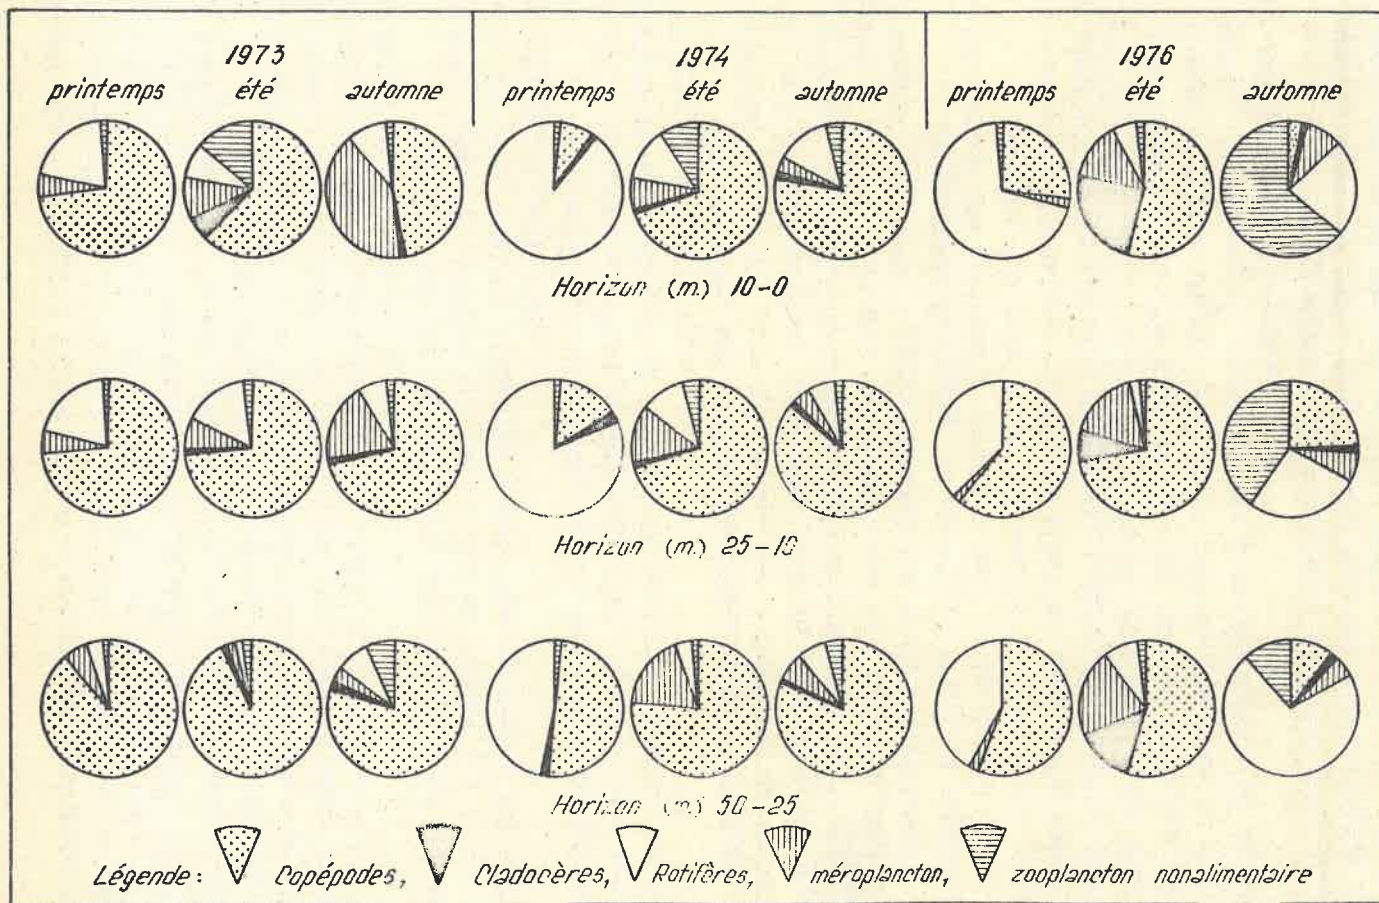 1973 1974 1976
printemps été automne printemps été automne printemps été automne
Horizon (m.) 10-0
Horizon (m.) 25-10
Horizon (m.) 50-25
Légende: Copépodes, Cladocères, Rotifères, méroplancton, zooplancton nonalimentaire